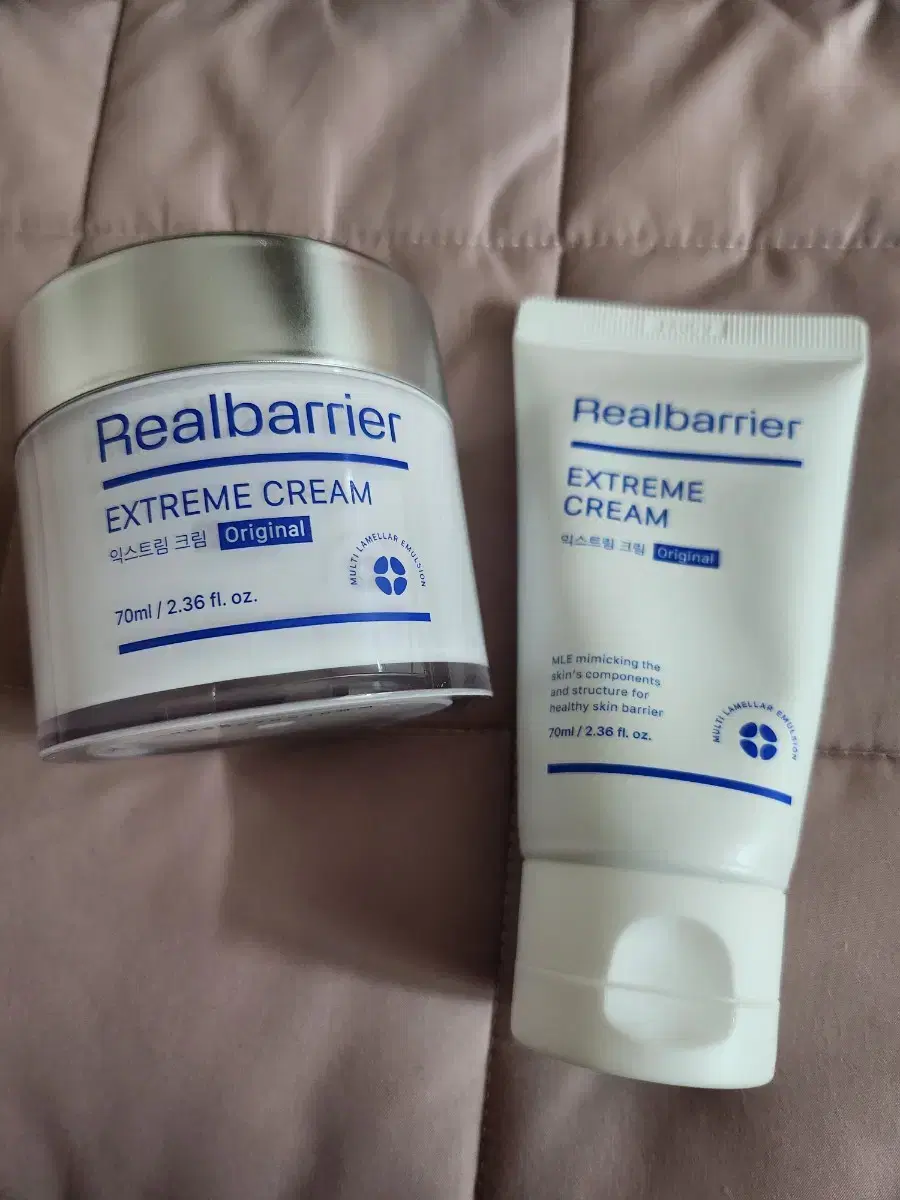 Realbarrier
EXTREME CREAM
익스트림 크림 Original
MULTI LAMELLAR EMULSION
70ml / 2.36 fl. oz.
Realbarrier
EXTREME
CREAM
익스트림 크림 Original
MLE mimicking the
skin's components
and structure for
healthy skin barrier
70ml / 2.36 fl. oz.
MULTI LAMELLAR EMULSION